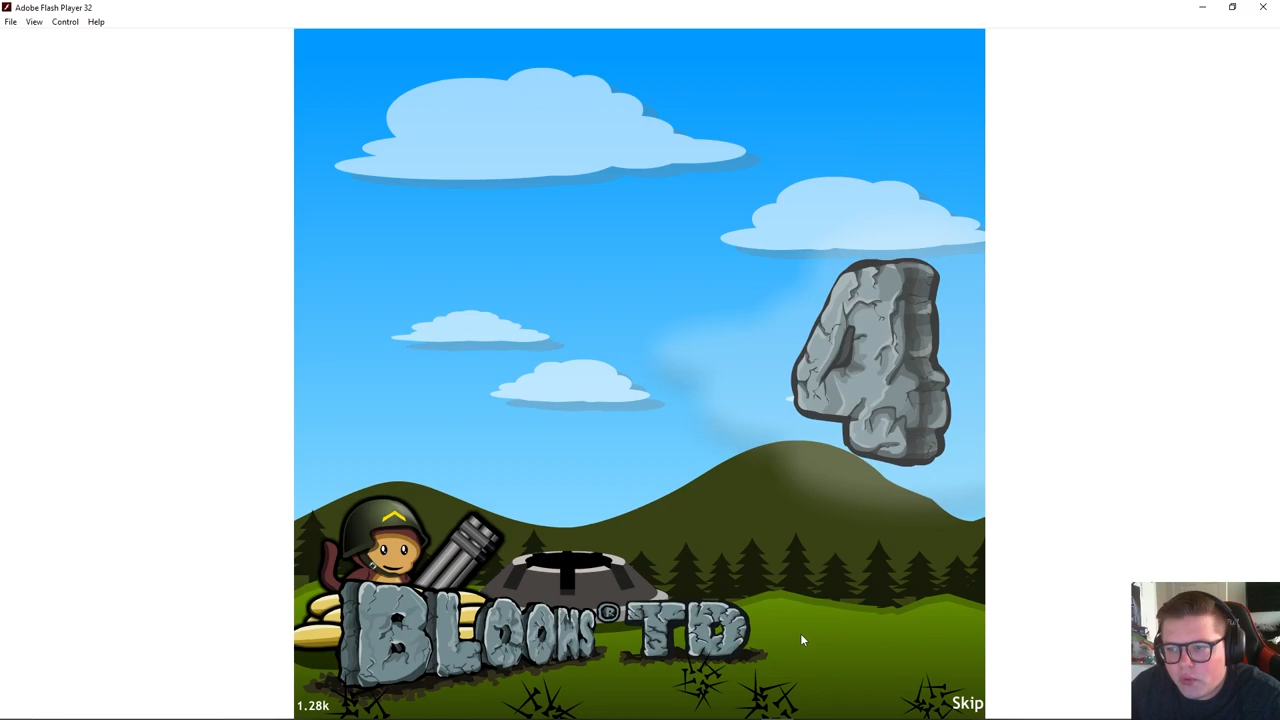 Adobe Flash Player 32
File View Control Help
4
BLOONS® TD
1.28k
Skip